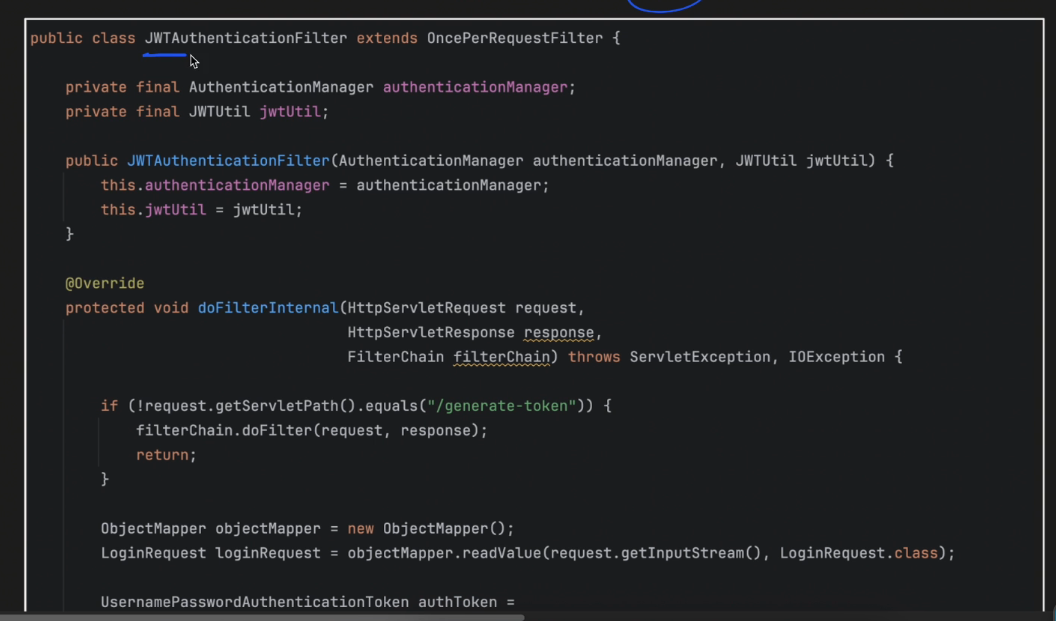 public class JWTAuthenticationFilter extends OncePerRequestFilter {
private final AuthenticationManager authenticationManager;
private final JWTUtil jwtUtil;
public JWTAuthenticationFilter(AuthenticationManager authenticationManager, JWTUtil jwtUtil) {
this.authenticationManager = authenticationManager;
this.jwtUtil = jwtUtil;
}
@Override
protected void doFilterInternal(HttpServletRequest request,
HttpServletResponse response,
FilterChain filterChain) throws ServletException, IOException {
if (!request.getServletPath().equals("/generate-token")) {
filterChain.doFilter(request, response);
return;
}
ObjectMapper objectMapper = new ObjectMapper();
LoginRequest loginRequest = objectMapper.readValue(request.getInputStream(), LoginRequest.class);
UsernamePasswordAuthenticationToken authToken =